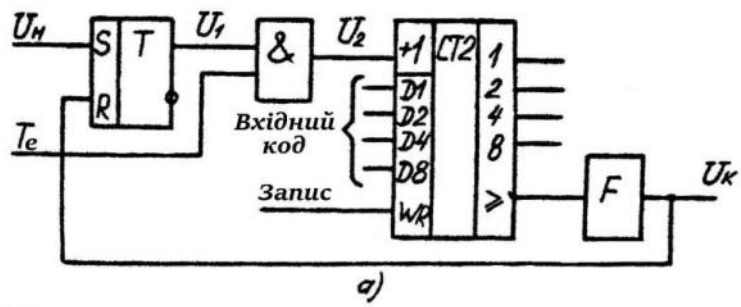 Uн S T U1 & U2 +1 CT2 1
D1 2
R D2 4
Tе Вхідний D4 8
код D8 F Uк
Запис WR ≥
а)